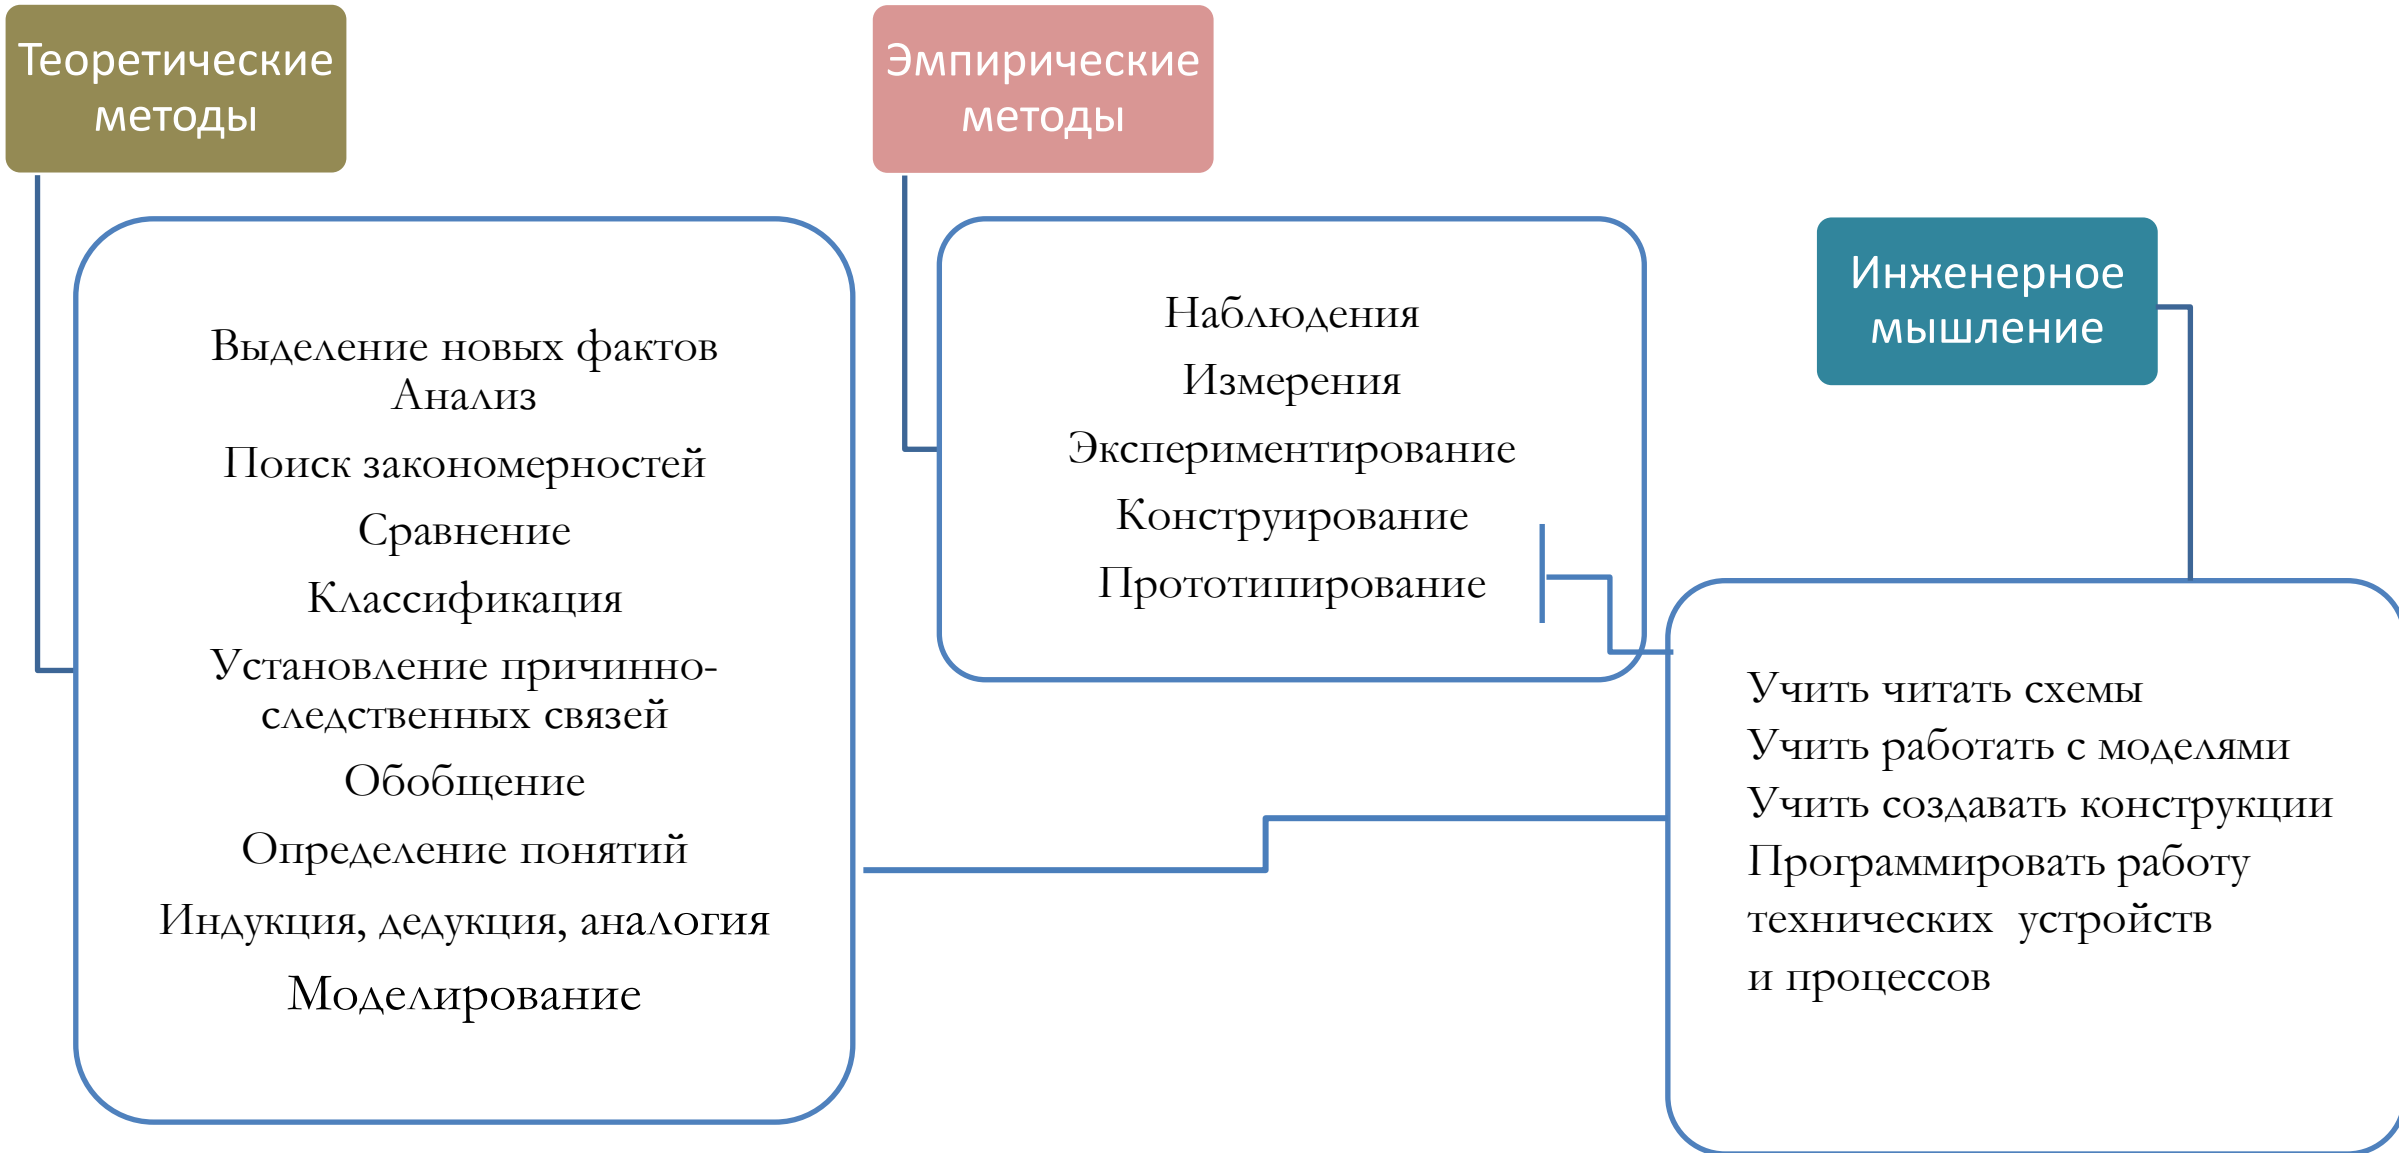 Теоретические
методы
Выделение новых фактов
Анализ
Поиск закономерностей
Сравнение
Классификация
Установление причинно-
следственных связей
Обобщение
Определение понятий
Индукция, дедукция, аналогия
Моделирование
Эмпирические
методы
Наблюдения
Измерения
Экспериментирование
Конструирование
Прототипирование
Инженерное
мышление
Учить читать схемы
Учить работать с моделями
Учить создавать конструкции
Программировать работу
технических  устройств
и процессов